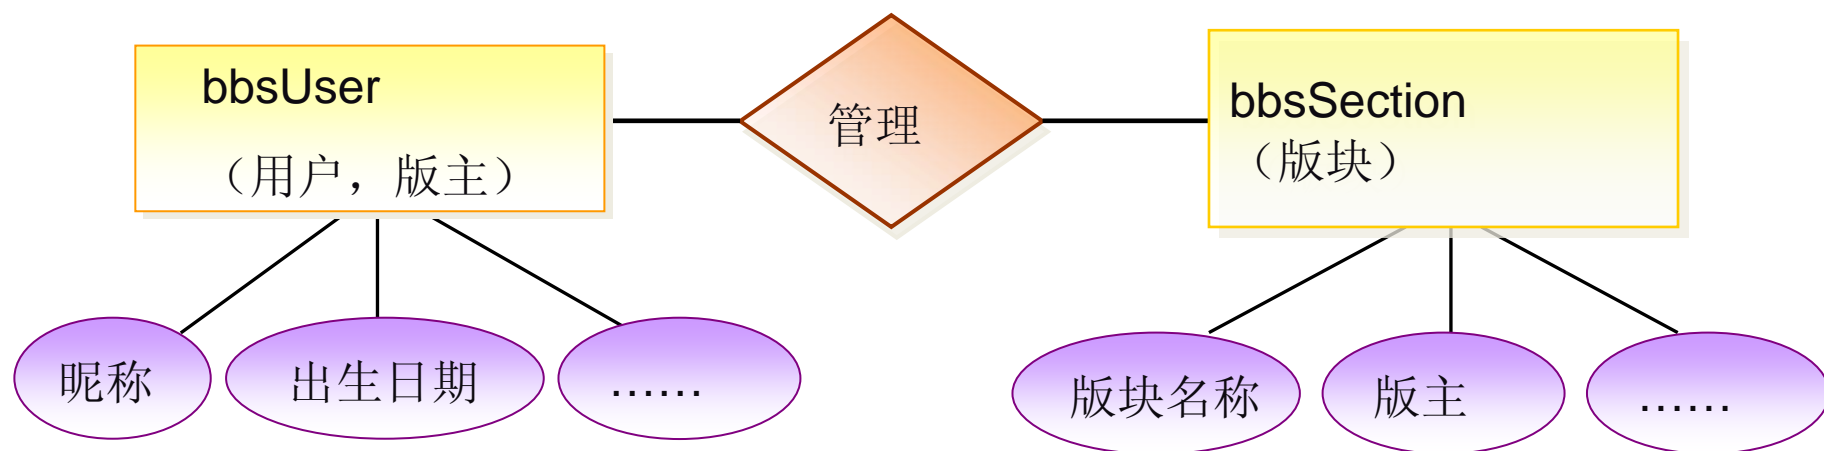 bbsUser
（用户，版主）
管理
bbsSection
（版块）
昵称
出生日期
……
版块名称
版主
……